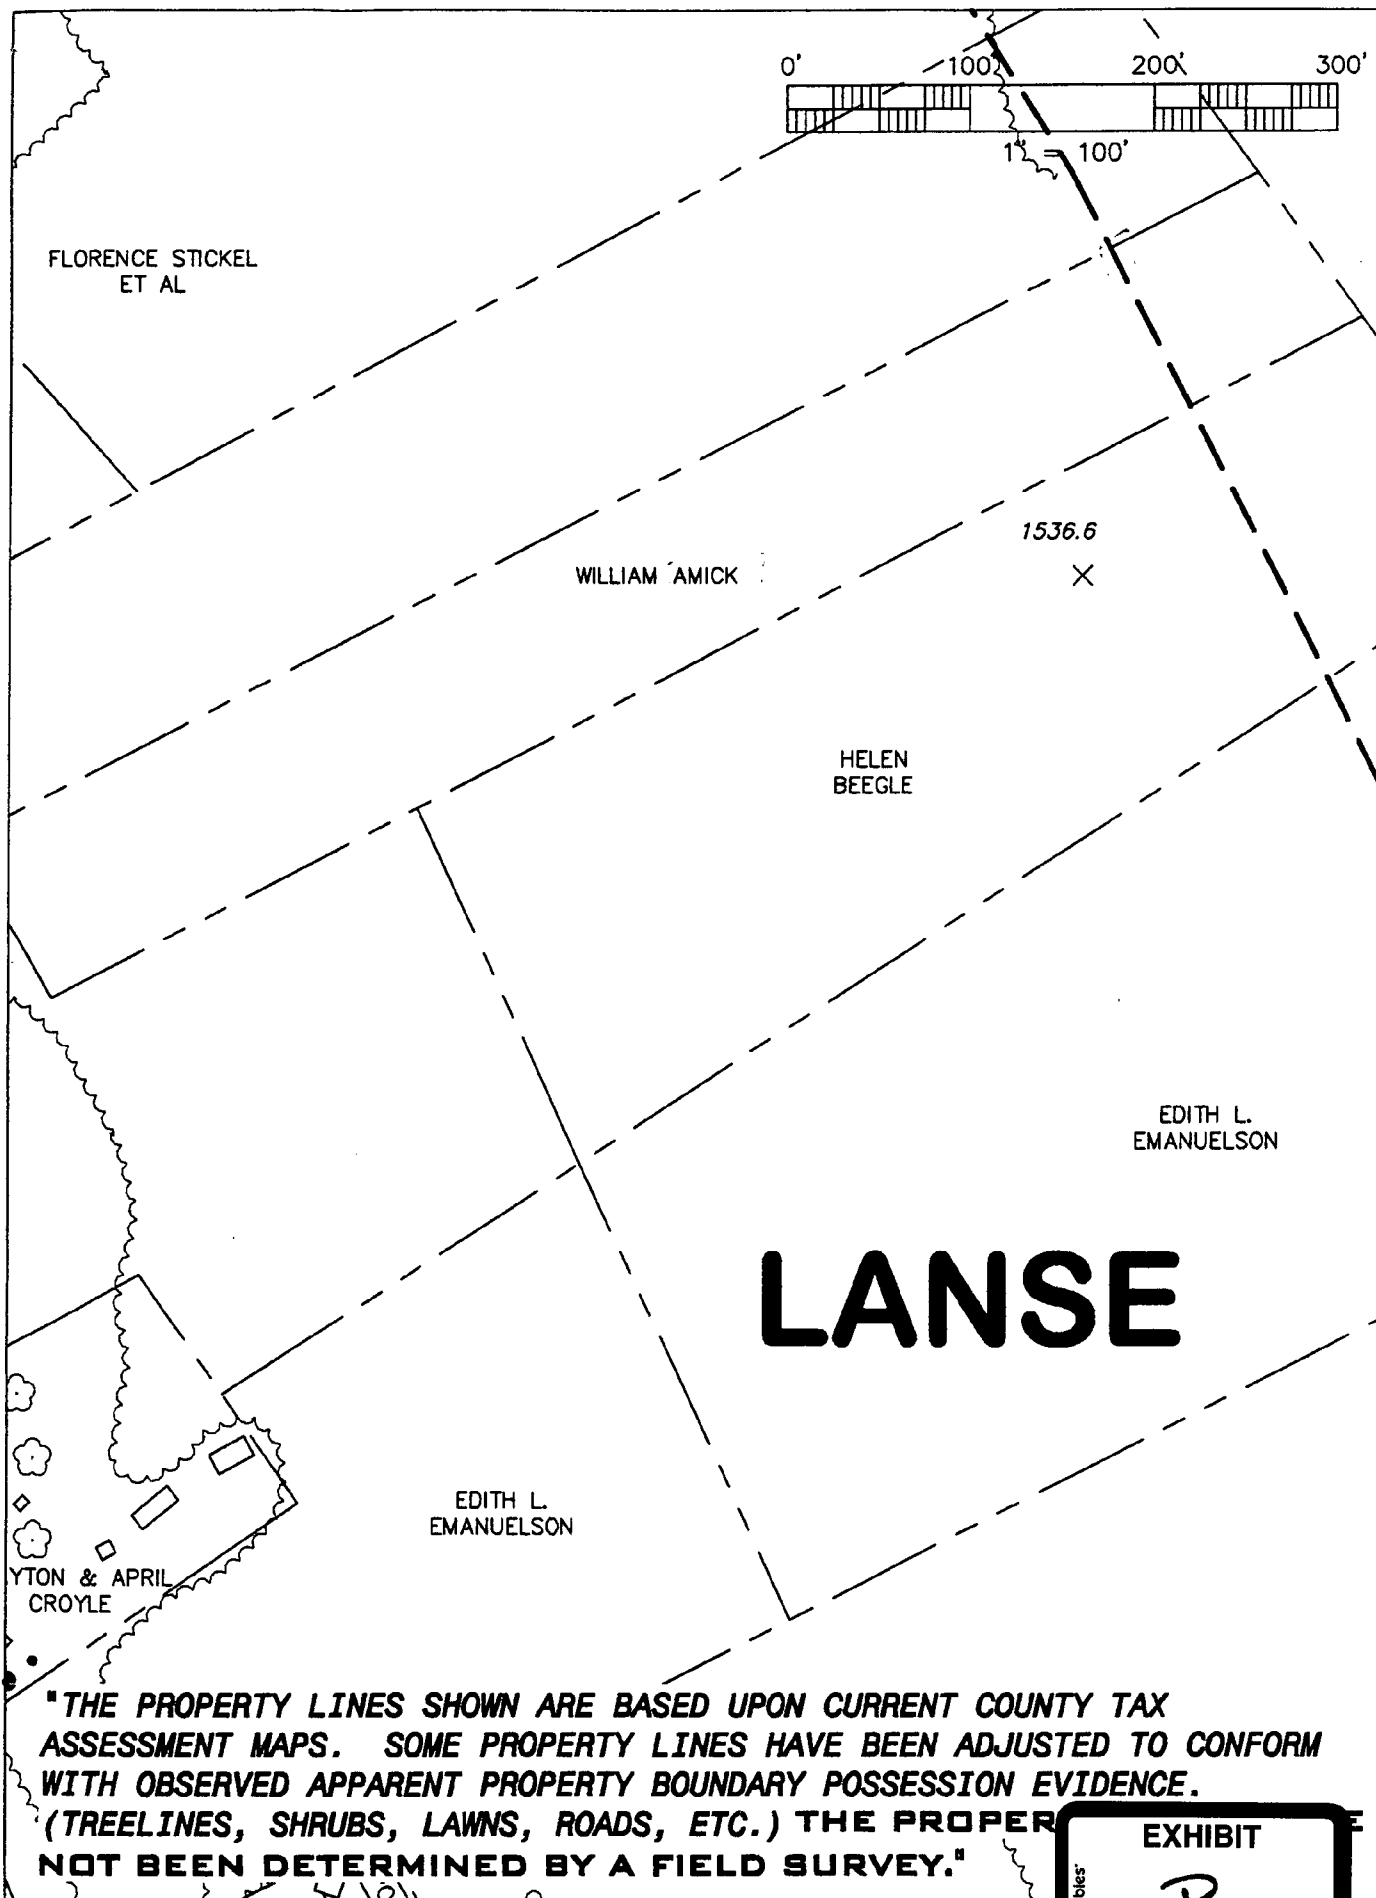 0' 100' 200' 300'
1" = 100'
FLORENCE STICKEL
ET AL
1536.6
WILLIAM AMICK
HELEN
BEEGLE
EDITH L.
EMANUELSON
LANSE
EDITH L.
EMANUELSON
YTON & APRIL
CROYLE
"THE PROPERTY LINES SHOWN ARE BASED UPON CURRENT COUNTY TAX
ASSESSMENT MAPS. SOME PROPERTY LINES HAVE BEEN ADJUSTED TO CONFORM
WITH OBSERVED APPARENT PROPERTY BOUNDARY POSSESSION EVIDENCE.
(TREELINES, SHRUBS, LAWNS, ROADS, ETC.) THE PROPER E
NOT BEEN DETERMINED BY A FIELD SURVEY."
EXHIBIT
bies'